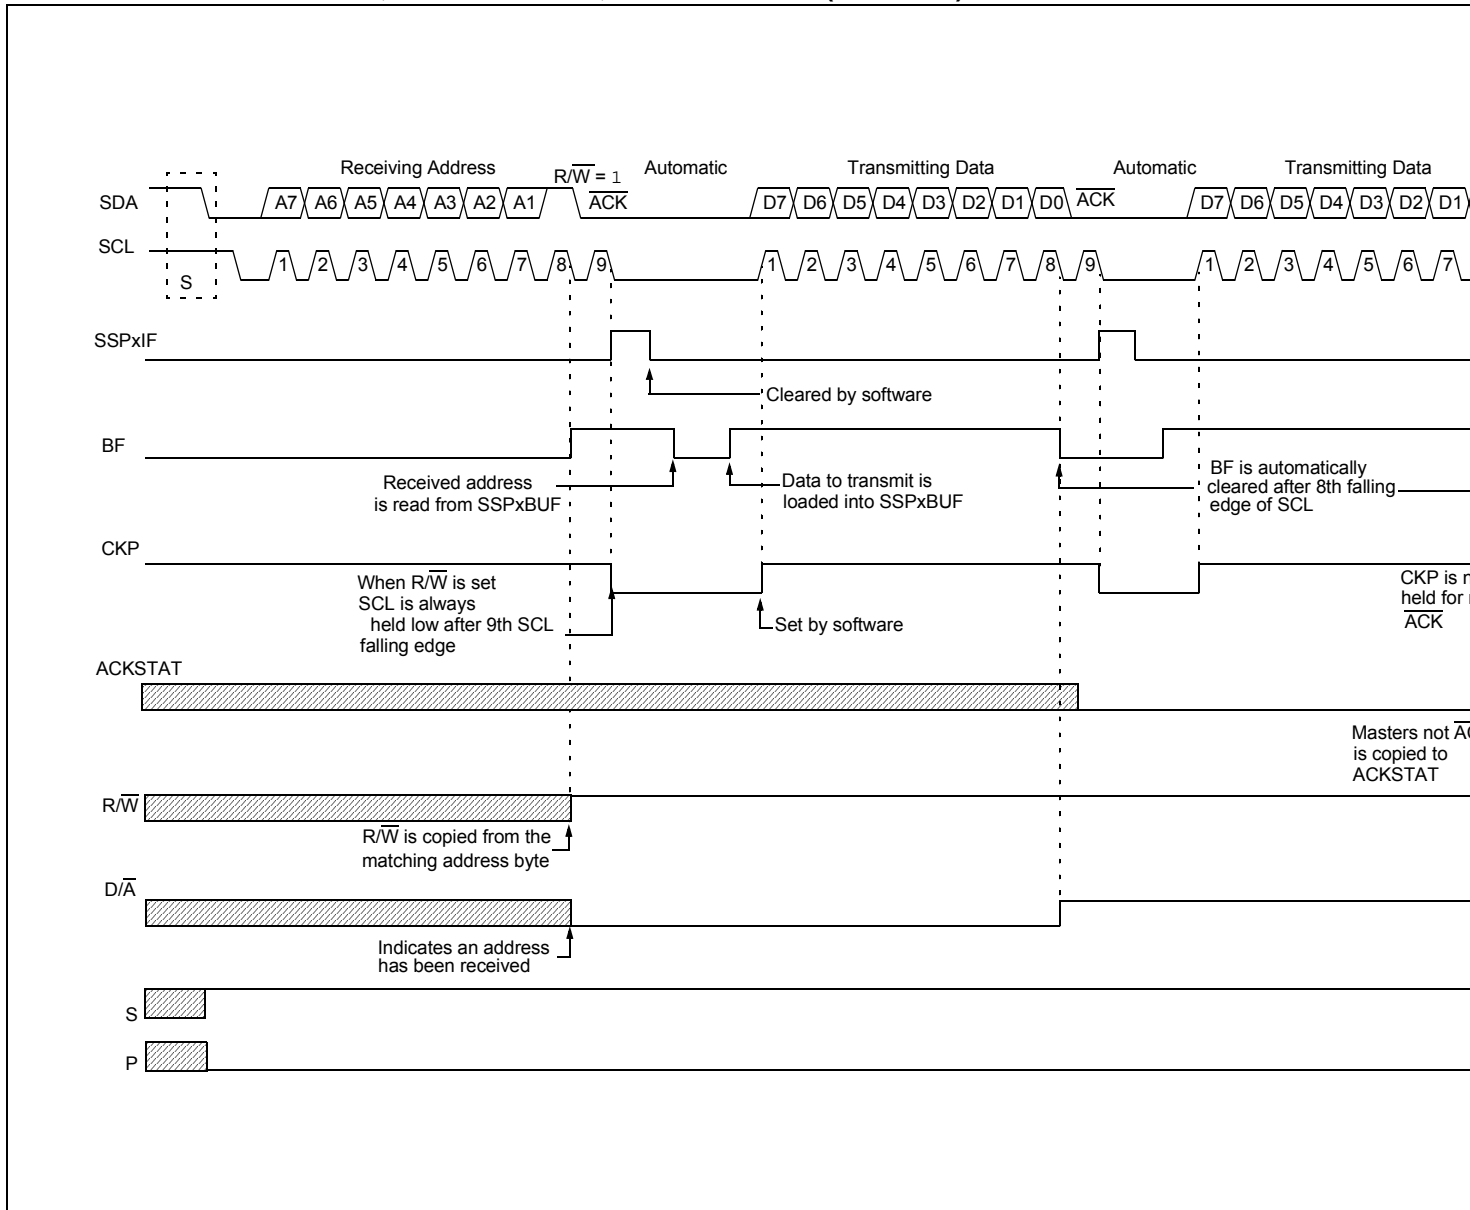 Receiving Address
R/W = 1
Automatic
Transmitting Data
Automatic
Transmitting Data
SDA
A7 A6 A5 A4 A3 A2 A1
ACK
D7 D6 D5 D4 D3 D2 D1 D0
ACK
D7 D6 D5 D4 D3 D2 D1
SCL
1 2 3 4 5 6 7 8 9
1 2 3 4 5 6 7 8 9
1 2 3 4 5 6 7
S
SSPxIF
Cleared by software
BF
Received address
is read from SSPxBUF
Data to transmit is
loaded into SSPxBUF
BF is automatically
cleared after 8th falling
edge of SCL
CKP
When R/W is set
SCL is always
held low after 9th SCL
falling edge
Set by software
CKP is
held for
ACK
ACKSTAT
Masters not
is copied to
ACKSTAT
R/W
R/W is copied from the
matching address byte
D/A
Indicates an address
has been received
S
P